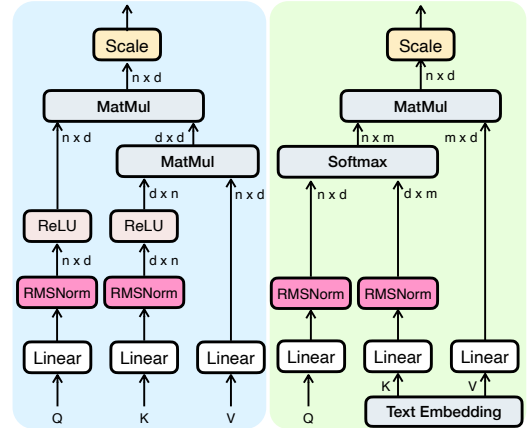 Scale
n x d
MatMul
n x d
d x d
MatMul
d x n
n x d
ReLU
ReLU
n x d
d x n
RMSNorm
RMSNorm
Linear
Linear
Linear
Q
K
V
Scale
n x d
MatMul
n x m
m x d
Softmax
n x d
d x m
RMSNorm
RMSNorm
Linear
Linear
Linear
K
V
Q
Text Embedding